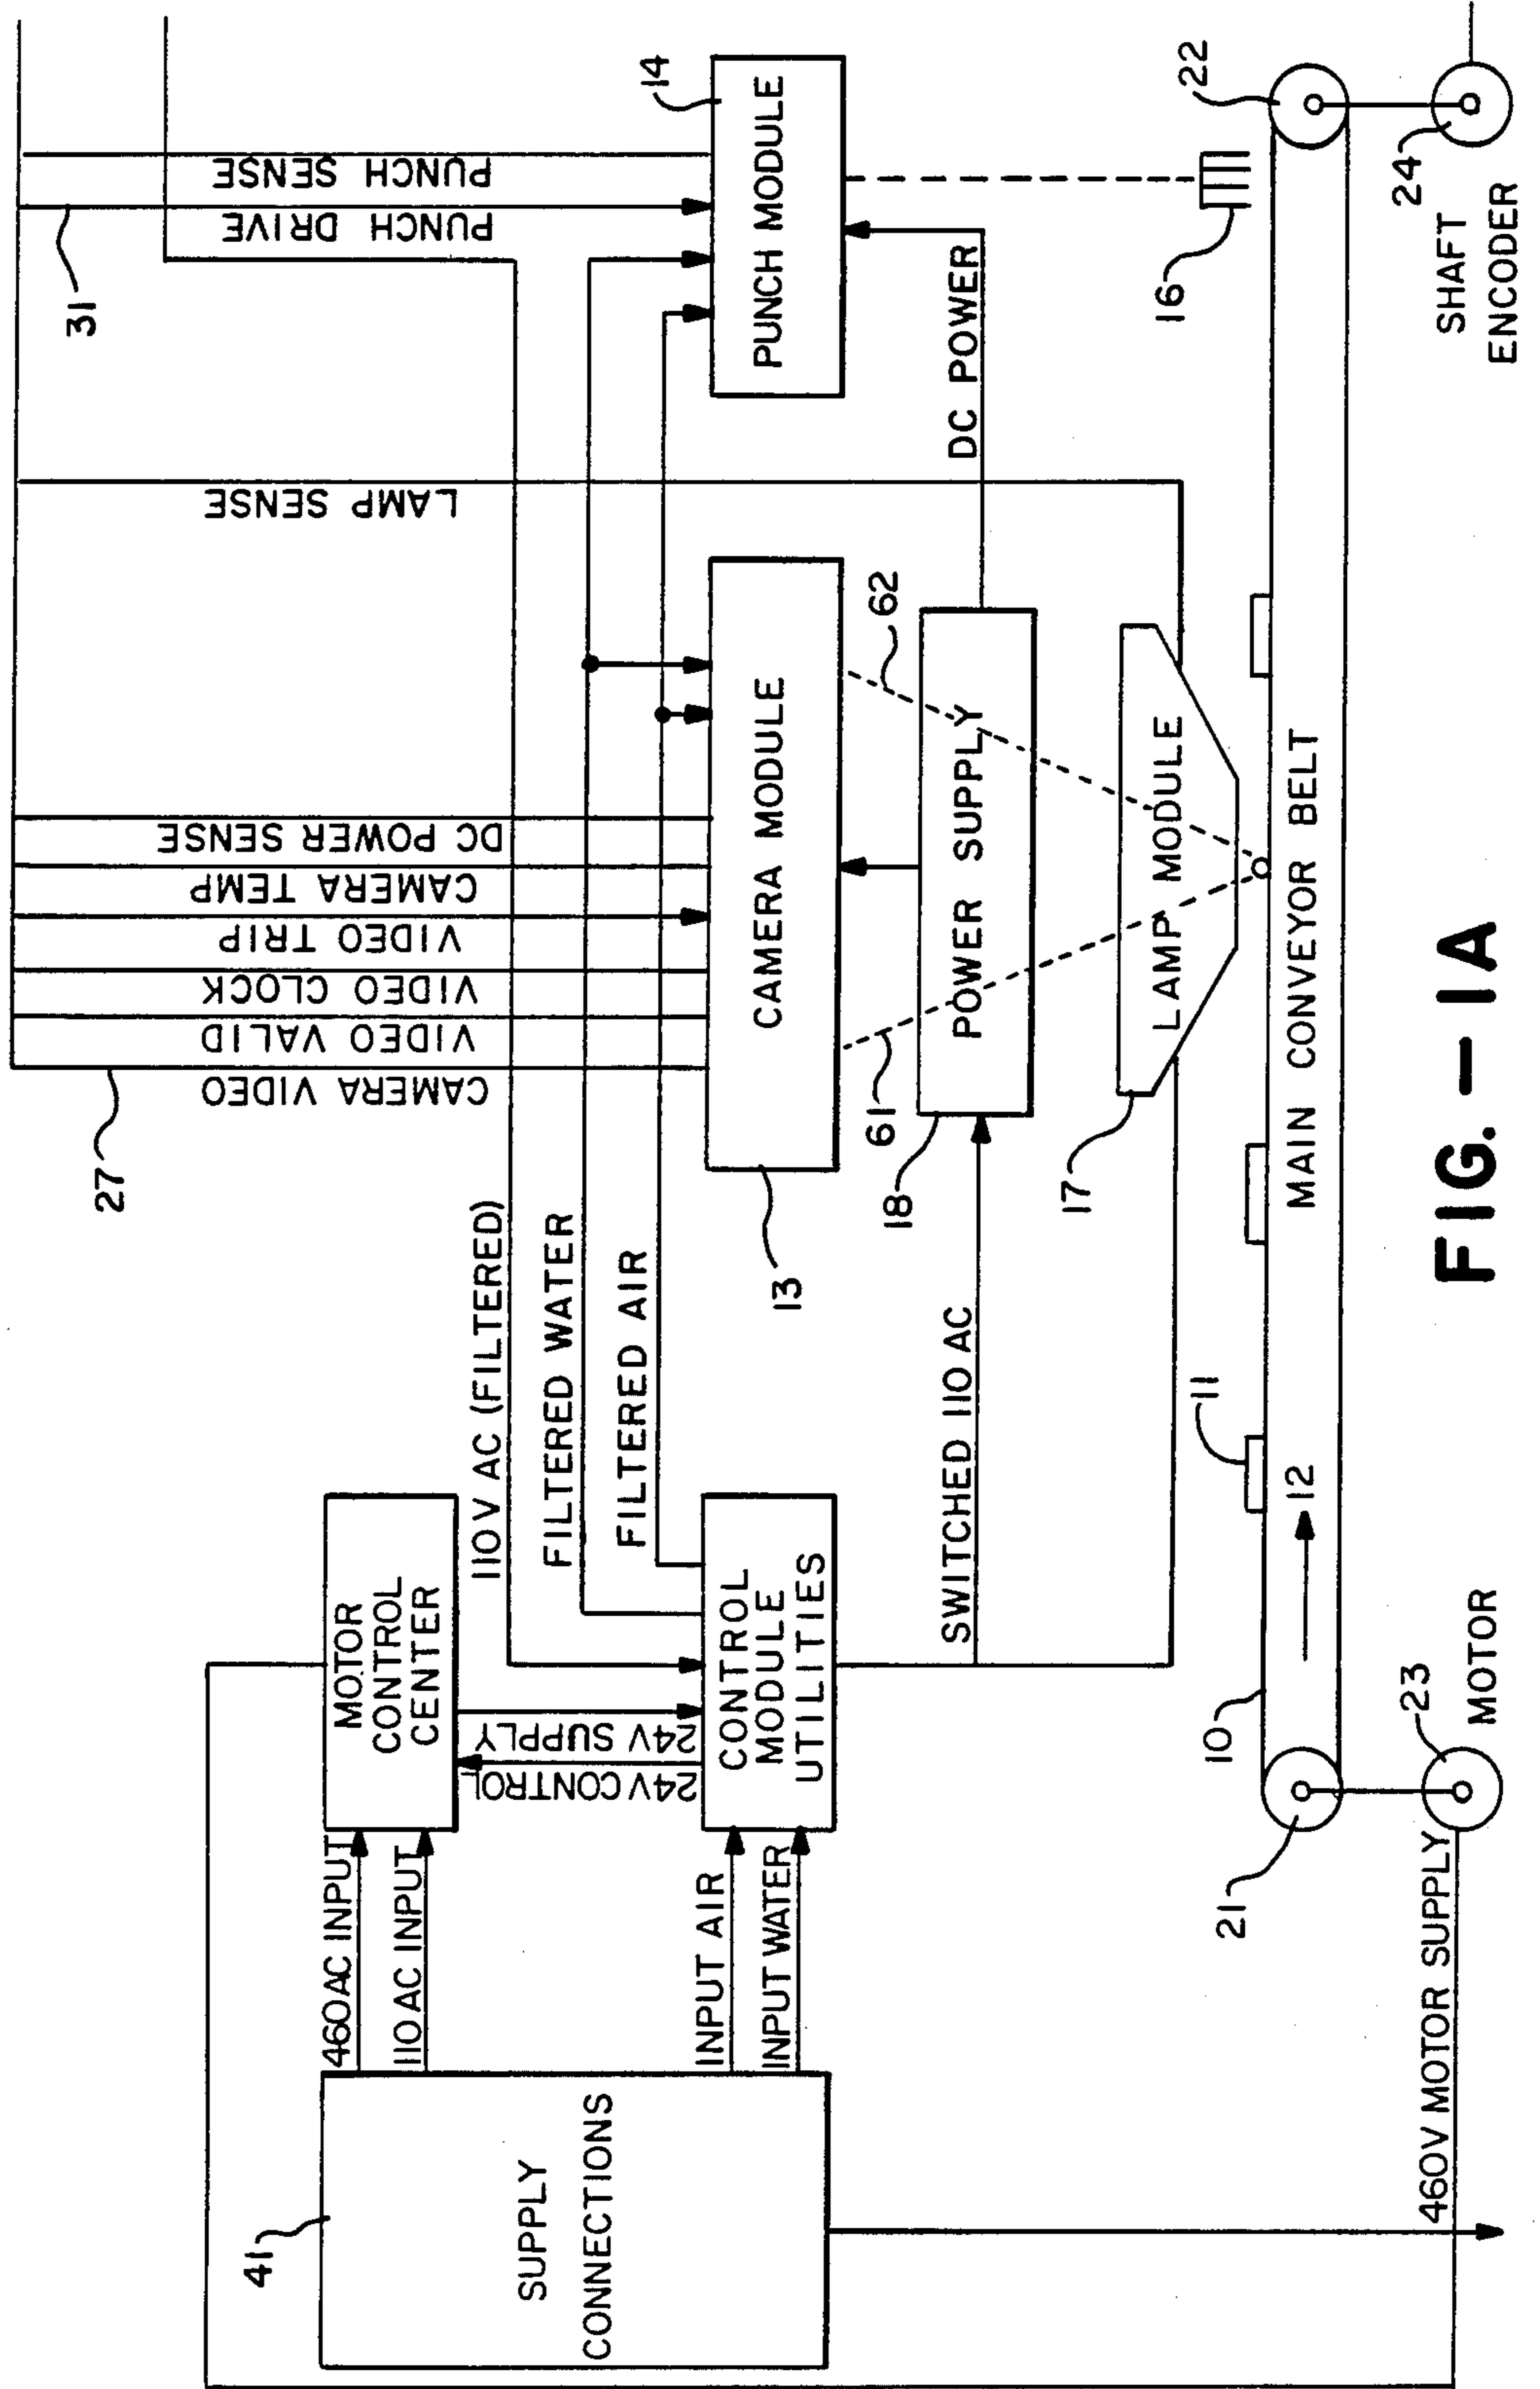 27
31
CAMERA VIDEO
VIDEO VALID
VIDEO CLOCK
VIDEO TRIP
CAMERA TEMP
DC POWER SENSE
LAMP SENSE
PUNCH DRIVE
PUNCH SENSE
41
SUPPLY
CONNECTIONS
460AC INPUT
110 AC INPUT
INPUT AIR
INPUT WATER
MOTOR
CONTROL
CENTER
24V CONTROL
24V SUPPLY
CONTROL
MODULE
UTILITIES
110V AC (FILTERED)
FILTERED WATER
FILTERED AIR
13
CAMERA MODULE
14
PUNCH MODULE
SWITCHED 110 AC
18
61
62
POWER SUPPLY
DC POWER
17
LAMP MODULE
16
11
12
10
21
22
MAIN CONVEYOR BELT
460V MOTOR SUPPLY
23
MOTOR
24
SHAFT
ENCODER
FIG. — 1A